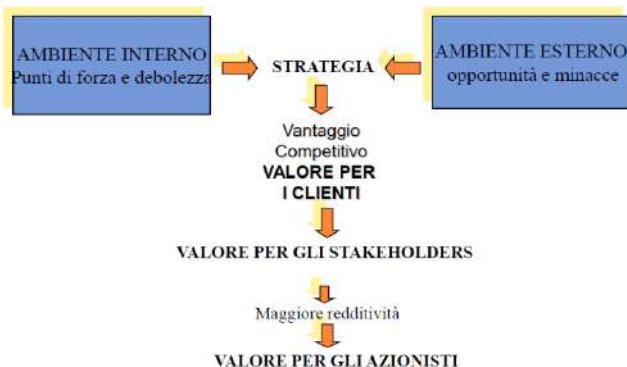 AMBIENTE INTERNO
Punti di forza e debolezza
STRATEGIA
AMBIENTE ESTERNO
opportunità e minacce
Vantaggio
Competitivo
VALORE PER
I CLIENTI
VALORE PER GLI STAKEHOLDERS
Maggiore redditività
VALORE PER GLI AZIONISTI